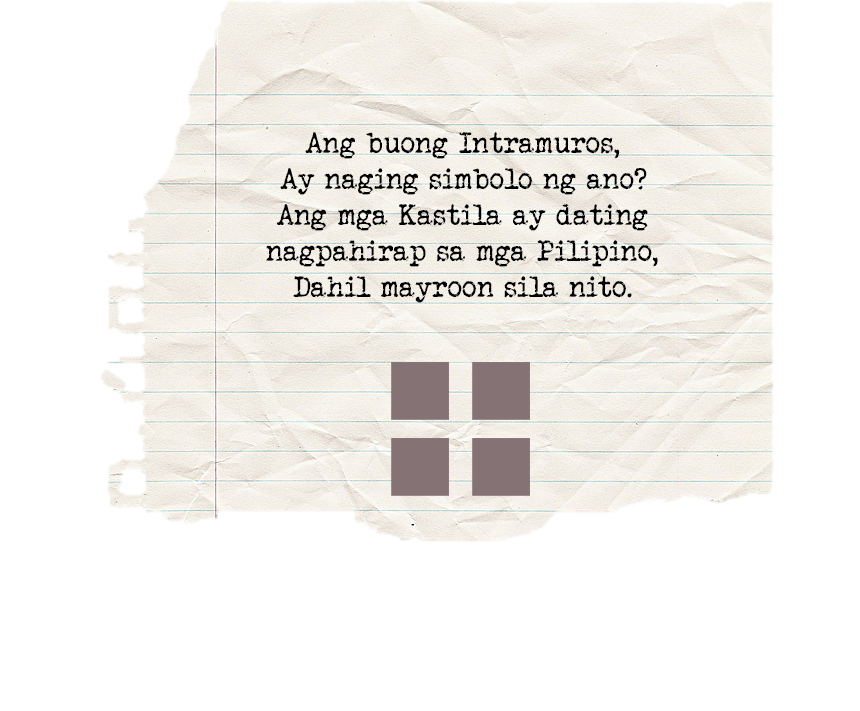 Ang buong Intramuros,
Ay naging simbolo ng ano?
Ang mga Kastila ay dating
nagpahirap sa mga Pilipino,
Dahil mayroon sila nito.